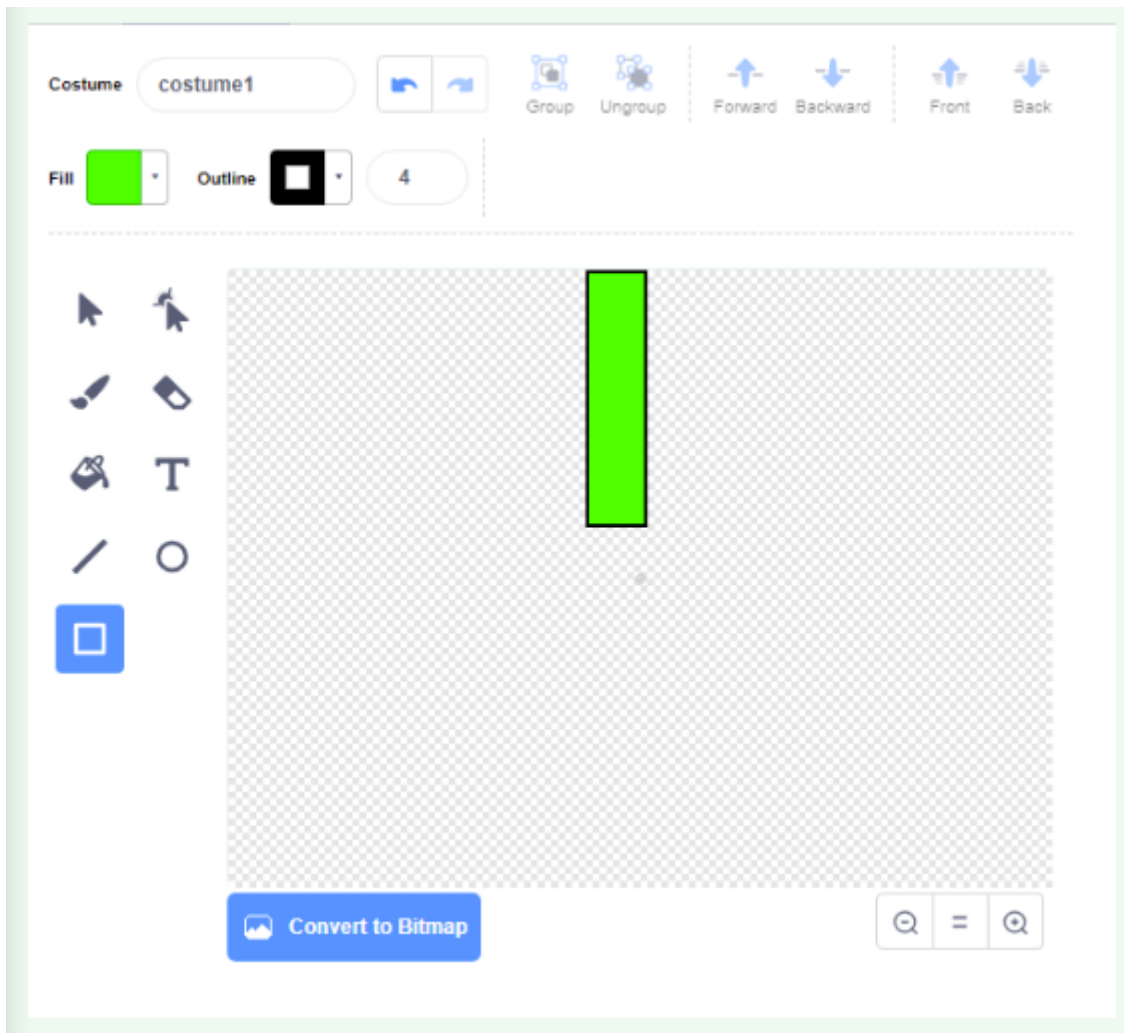 Costume costume1
Group Ungroup Forward Backward Front Back
Fill Outline 4
T
Convert to Bitmap